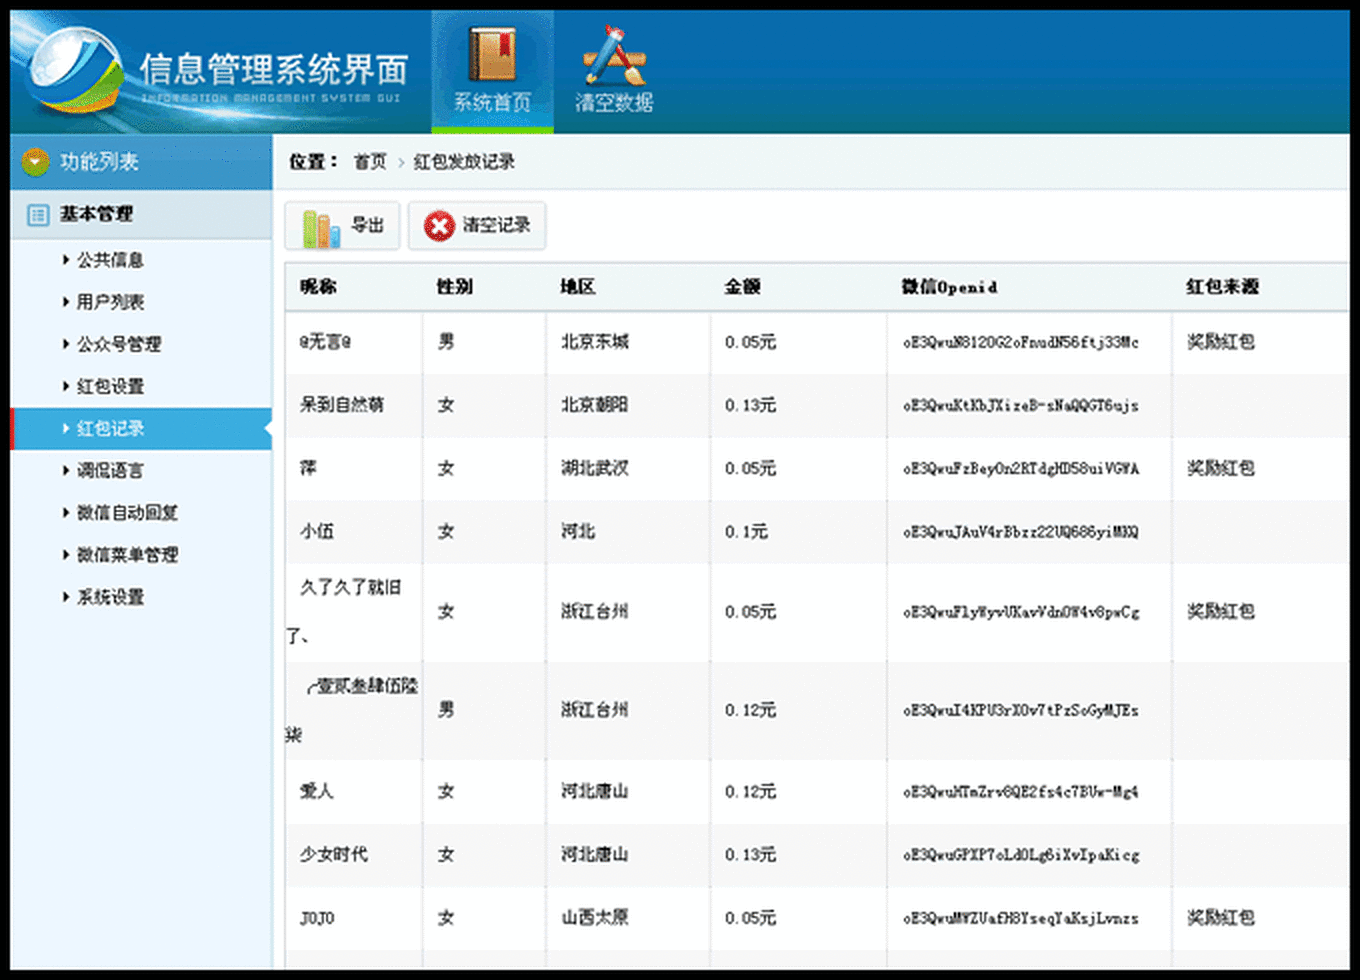 信息管理系统界面
INFORMATION MANAGEMENT SYSTEM GUI
系统首页
清空数据
功能列表
位置： 首页 > 红包发放记录
基本管理
公共信息
用户列表
公众号管理
红包设置
红包记录
调侃语言
微信自动回复
微信菜单管理
系统设置
导出 清空记录
昵称 性别 地区 金额 微信Openid 红包来源
@无言@ 男 北京东城 0.05元 奖励红包
呆到自然萌 女 北京朝阳 0.13元
萍 女 湖北武汉 0.05元 奖励红包
小伍 女 河北 0.1元
久了久了就旧
了、 女 浙江台州 0.05元 奖励红包
╭壹贰叁肆伍陸
柒 男 浙江台州 0.12元
爱人 女 河北唐山 0.12元
少女时代 女 河北唐山 0.13元
JOJO 女 山西太原 0.05元 奖励红包